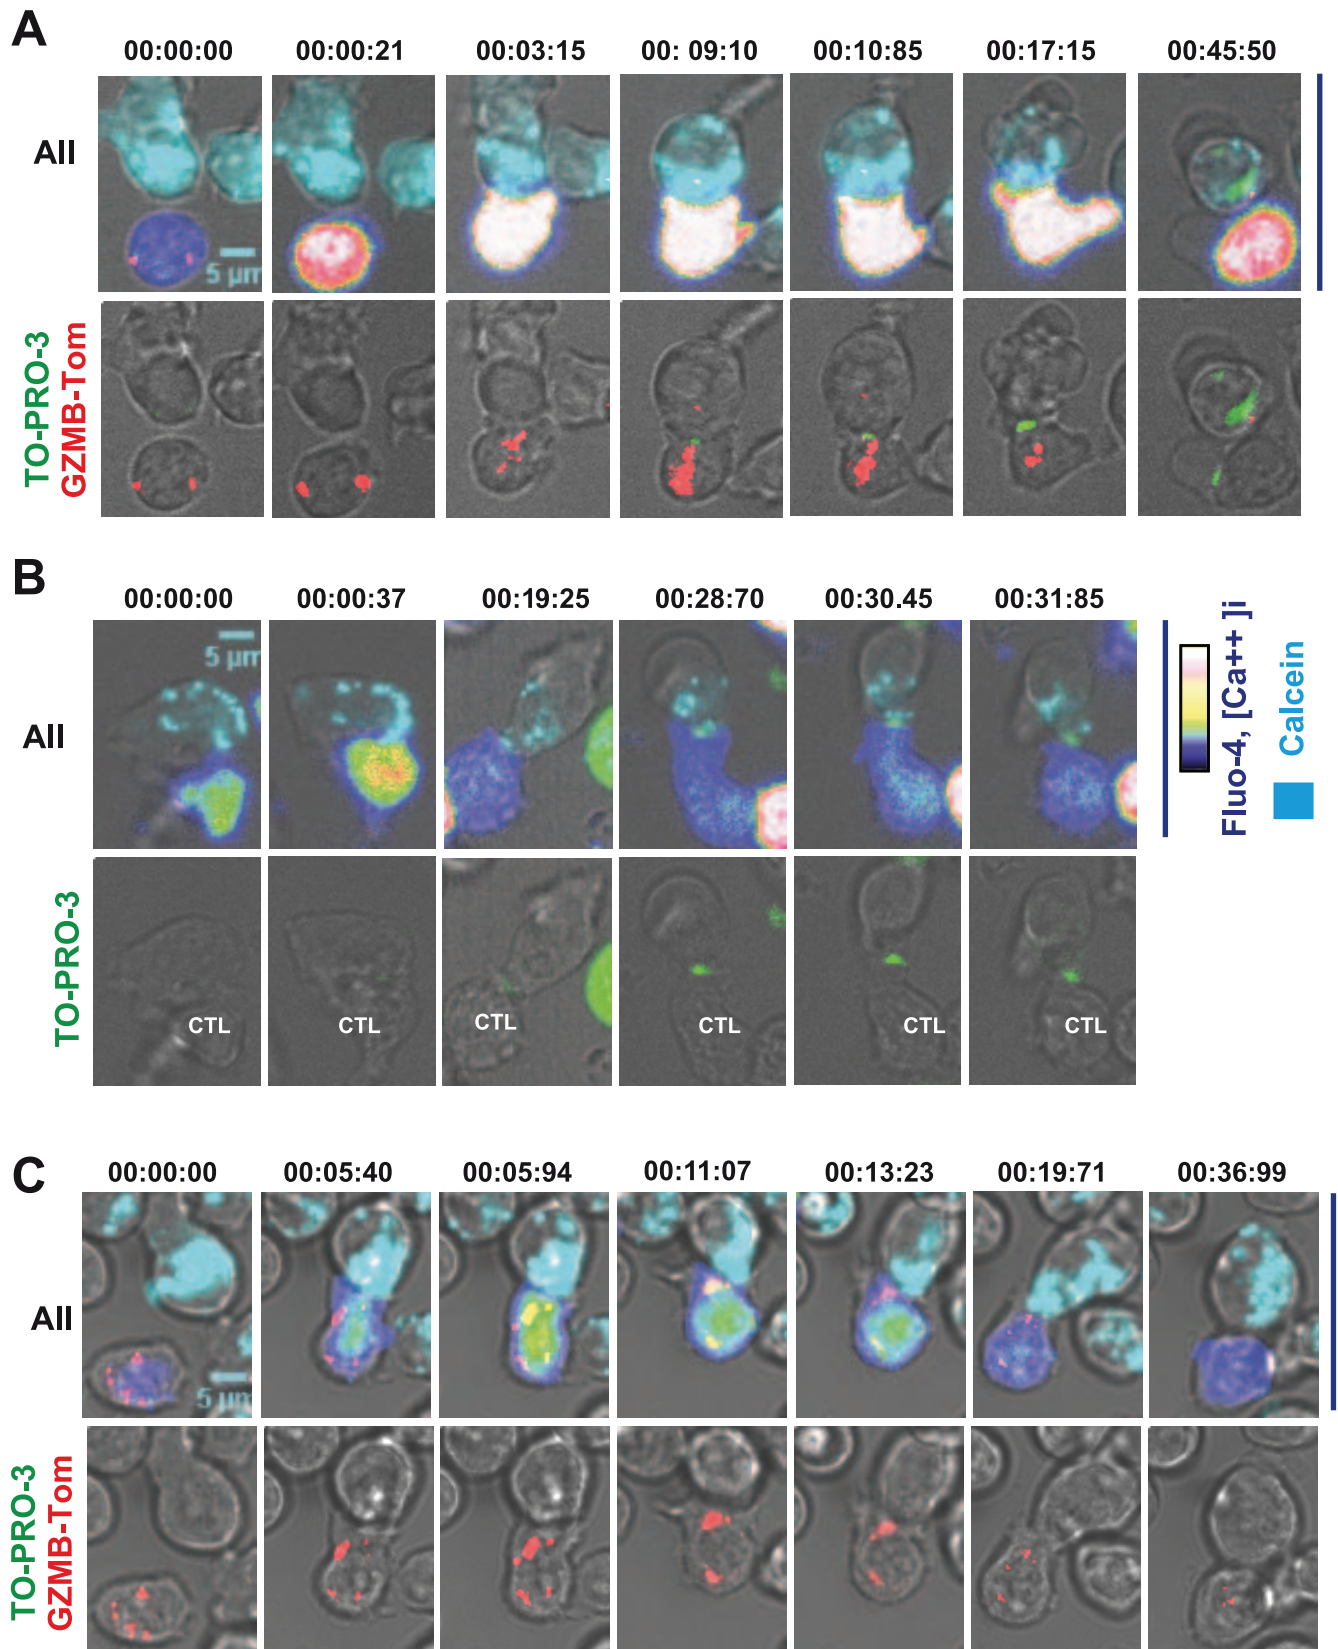 A
00:00:00 00:00:21 00:03:15 00: 09:10 00:10:85 00:17:15 00:45:50
All
5 µm
TO-PRO-3
GZMB-Tom
B
00:00:00 00:00:37 00:19:25 00:28:70 00:30.45 00:31:85
All
5 µm
Fluo-4, [Ca++ ]i
Calcein
TO-PRO-3
CTL CTL CTL CTL CTL CTL
C
00:00:00 00:05:40 00:05:94 00:11:07 00:13:23 00:19:71 00:36:99
All
5 µm
TO-PRO-3
GZMB-Tom